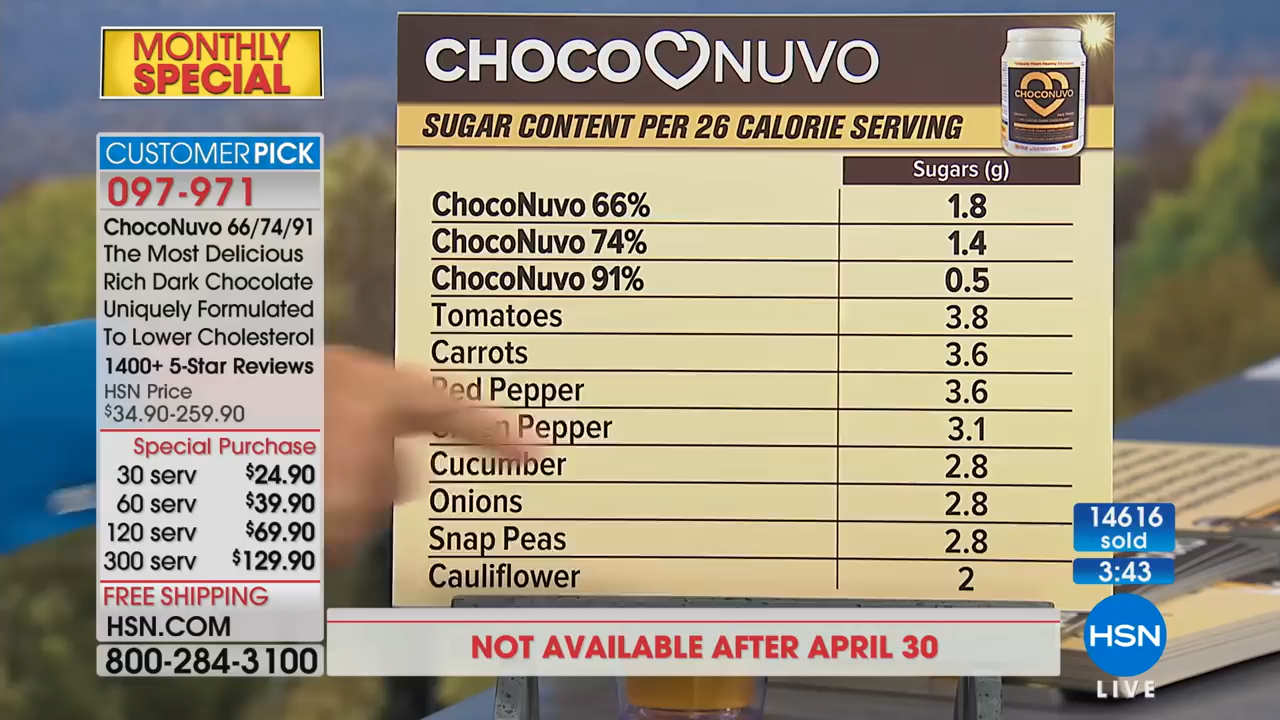 MONTHLY
SPECIAL
CUSTOMER PICK
097-971
ChocoNuvo 66/74/91
The Most Delicious
Rich Dark Chocolate
Uniquely Formulated
To Lower Cholesterol
1400+ 5-Star Reviews
HSN Price
$34.90-259.90
Special Purchase
30 serv $24.90
60 serv $39.90
120 serv $69.90
300 serv $129.90
FREE SHIPPING
HSN.COM
800-284-3100
CHOCO NUVO
CHOCONUVO
SUGAR CONTENT PER 26 CALORIE SERVING
Sugars (g)
ChocoNuvo 66% 1.8
ChocoNuvo 74% 1.4
ChocoNuvo 91% 0.5
Tomatoes 3.8
Carrots 3.6
Red Pepper 3.6
Pepper 3.1
Cucumber 2.8
Onions 2.8
Snap Peas 2.8
Cauliflower 2
14616
sold
3:43
HSN
LIVE
NOT AVAILABLE AFTER APRIL 30